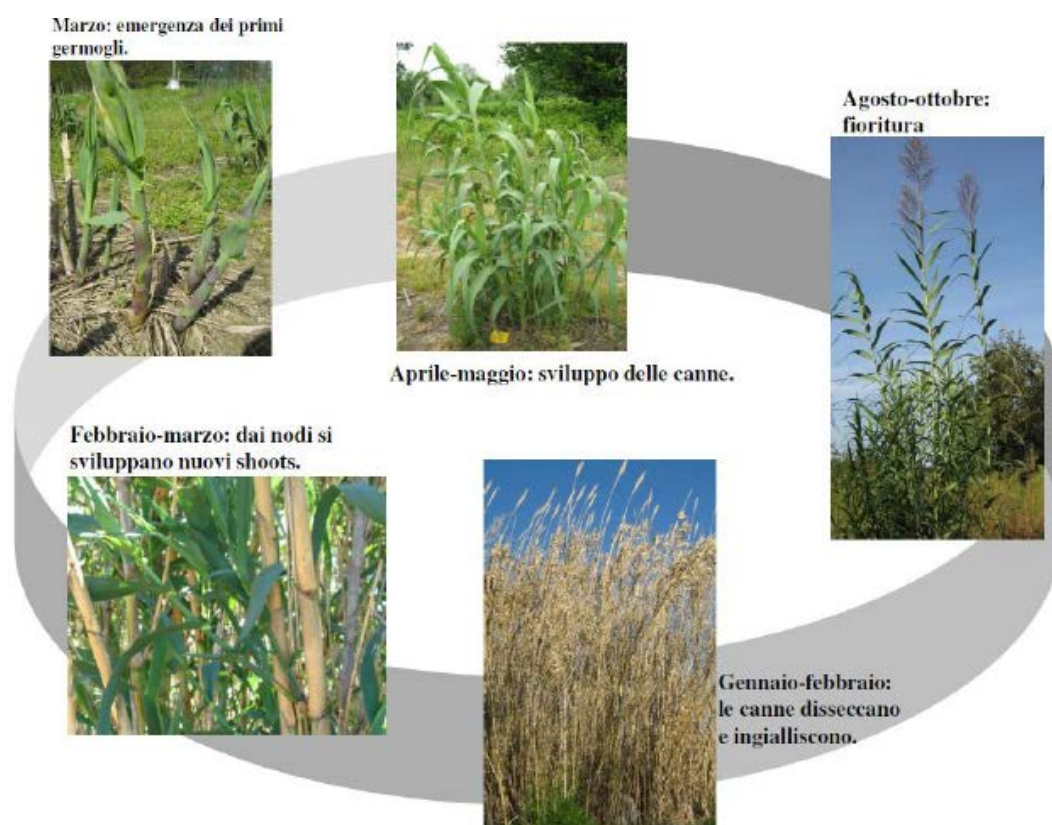 Marzo: emergenza dei primi
germogli.
Aprile-maggio: sviluppo delle canne.
Agosto-ottobre:
fioritura
Gennaio-febbraio:
le canne disseccano
e ingialliscono.
Febbraio-marzo: dai nodi si
sviluppano nuovi shoots.